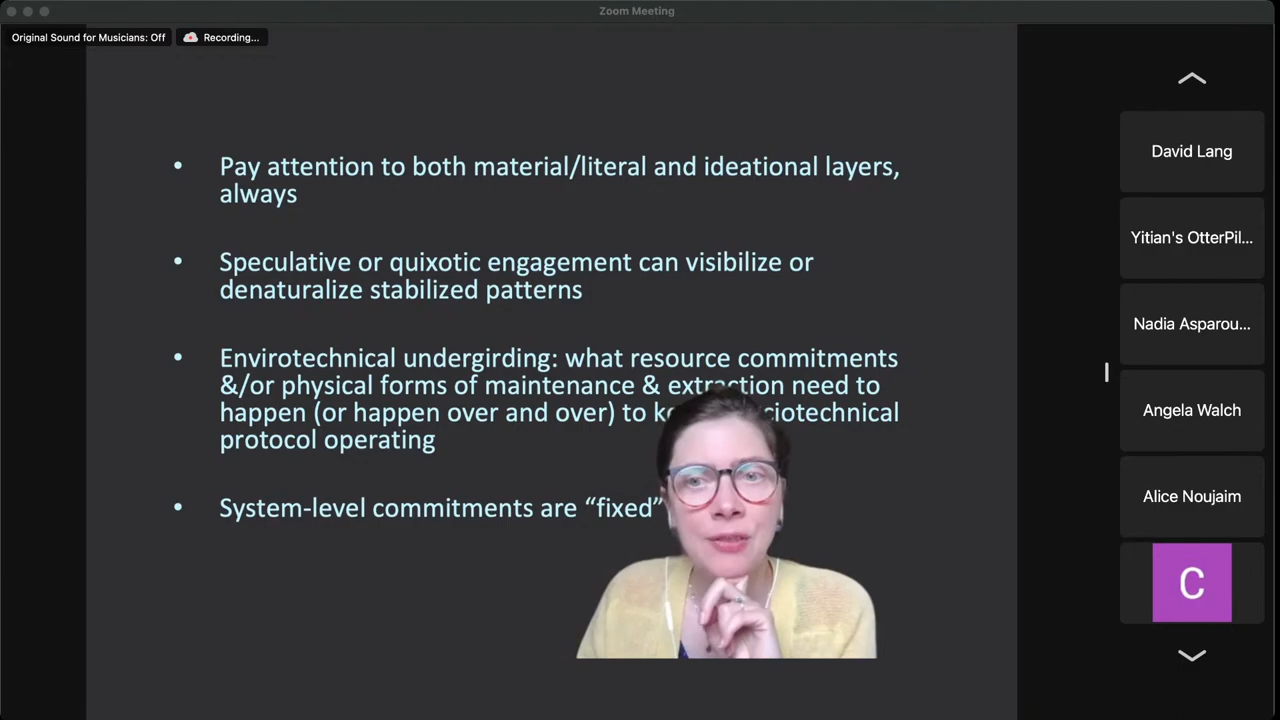 Zoom Meeting
Original Sound for Musicians: Off
Recording...
• Pay attention to both material/literal and ideational layers,
always
• Speculative or quixotic engagement can visibilize or
denaturalize stabilized patterns
• Envirotechnical undergirding: what resource commitments
&/or physical forms of maintenance & extraction need to
happen (or happen over and over) to ciotechnical
protocol operating
• System-level commitments are “fixed”
David Lang
Yitian's OtterPil...
Nadia Asparou...
Angela Walch
Alice Noujaim
C